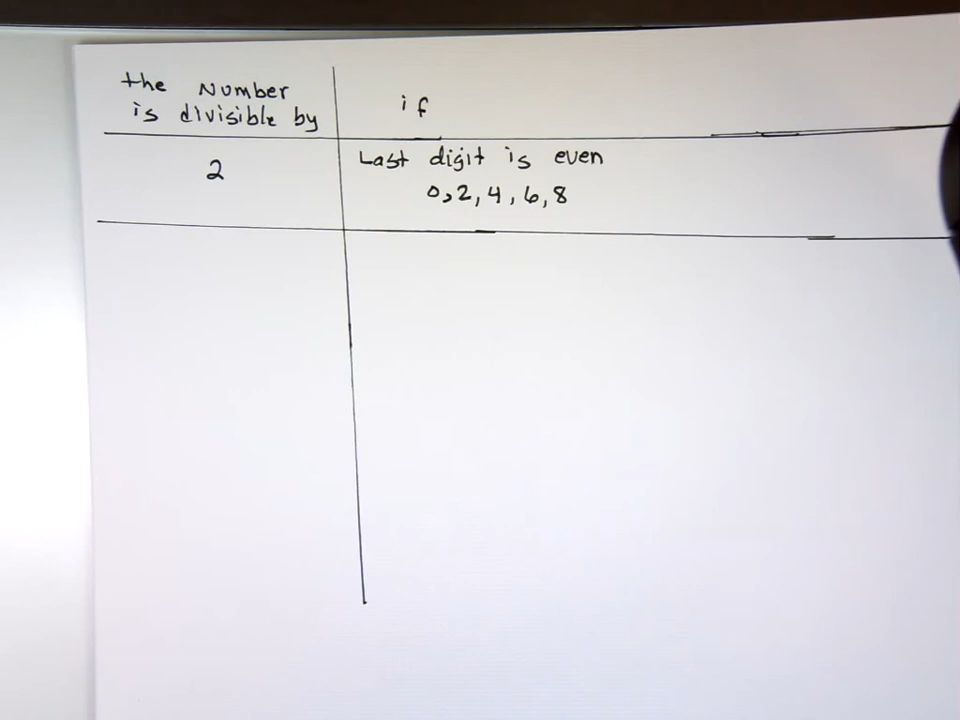 the Number
is divisible by
if
2
Last digit is even
0,2,4,6,8